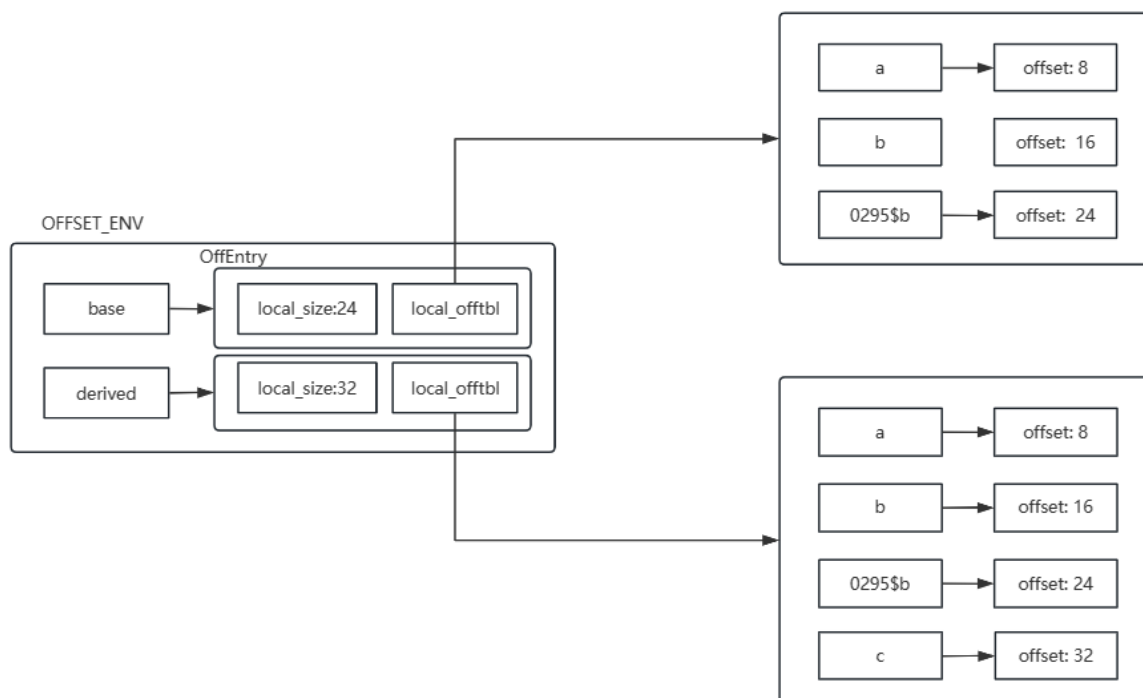 a
offset: 8
b
offset: 16
0295$b
offset: 24
OFFSET_ENV
OffEntry
base
local_size:24
local_offtbl
derived
local_size:32
local_offtbl
a
offset: 8
b
offset: 16
0295$b
offset: 24
c
offset: 32